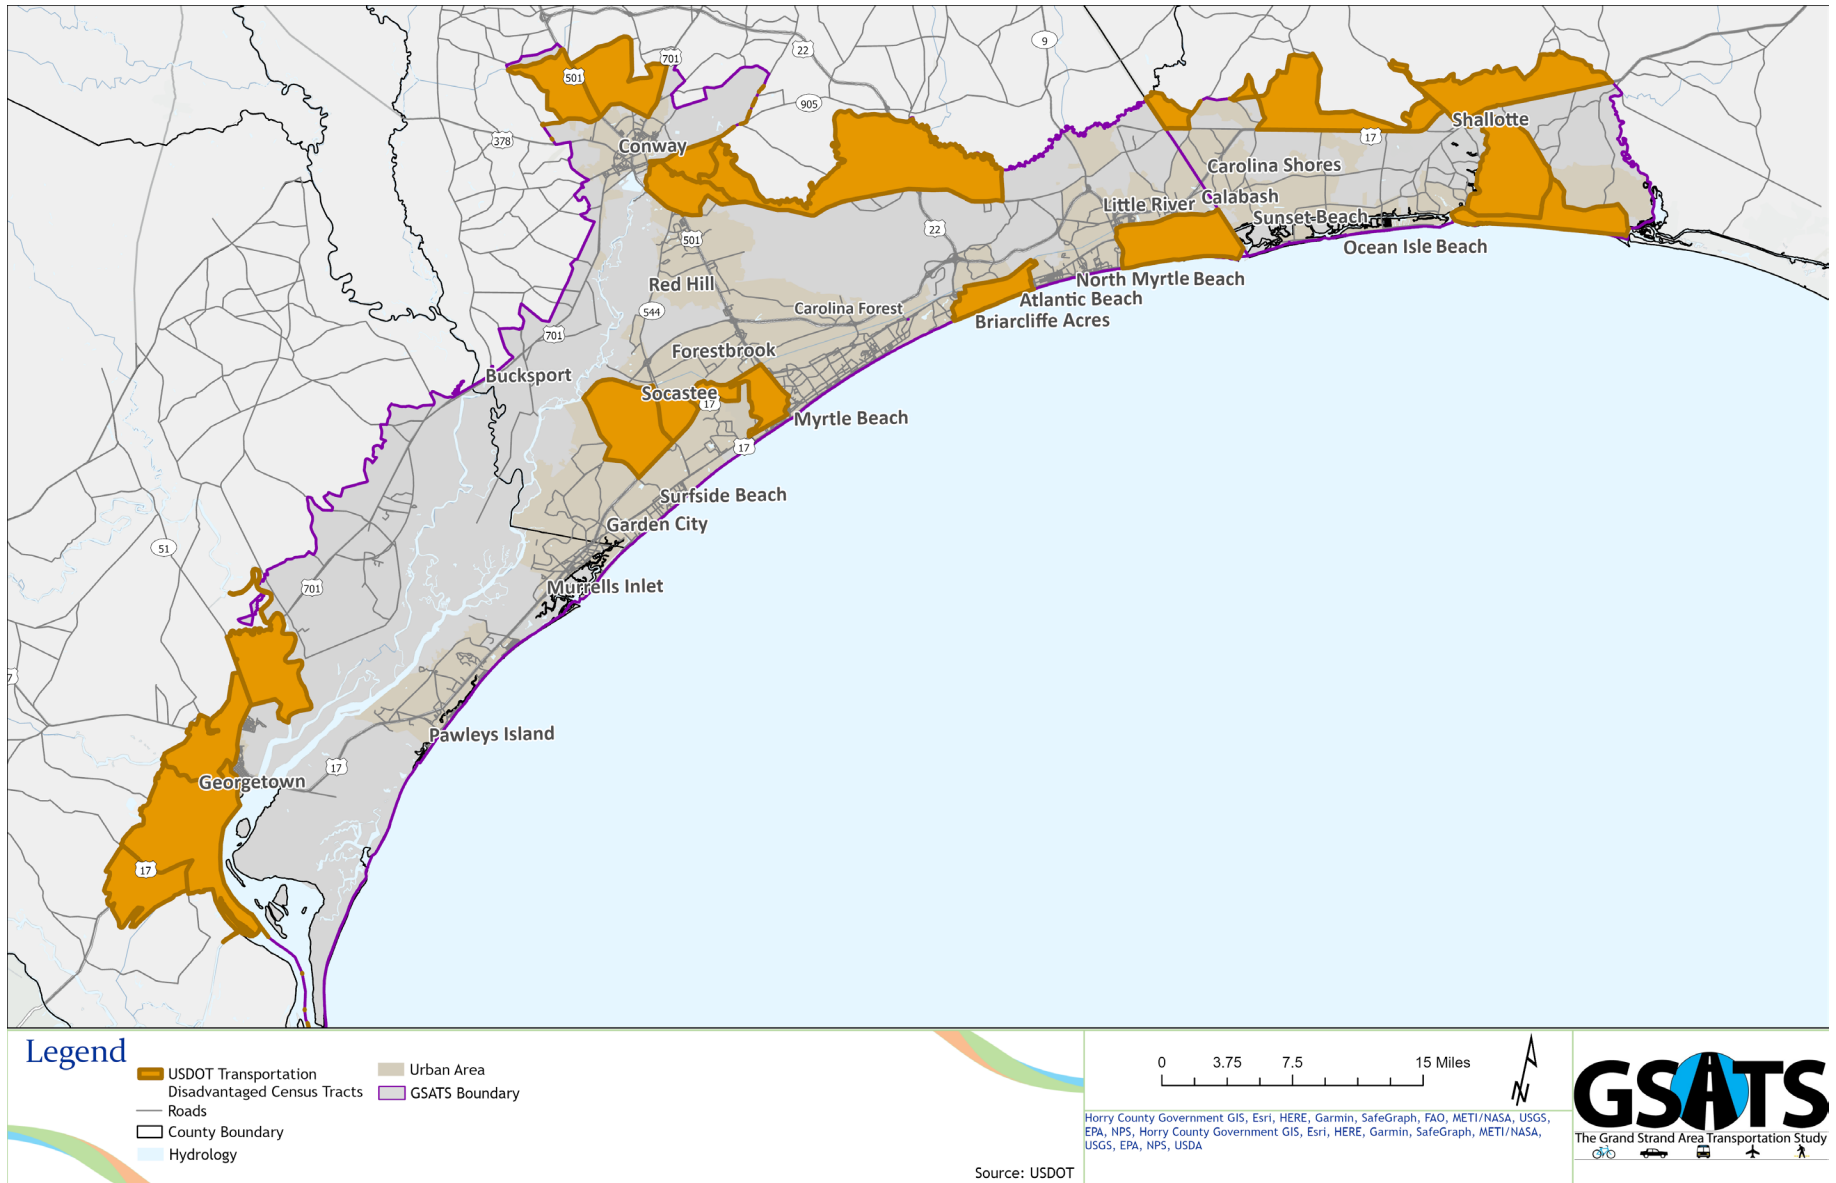 9
22
701
501
905
378
Conway
Shallotte
17
Carolina Shores
Calabash
Little River
Sunset Beach
22
501
Ocean Isle Beach
North Myrtle Beach
Red Hill
Atlantic Beach
Carolina Forest
544
Briarcliffe Acres
701
Forestbrook
Bucksport
Socastee
17
Myrtle Beach
17
Surfside Beach
Garden City
51
701
Murrells Inlet
7
Pawleys Island
17
Georgetown
17
Legend
USDOT Transportation
Disadvantaged Census Tracts
Roads
County Boundary
Hydrology
Urban Area
GSATS Boundary
Source: USDOT
0 3.75 7.5 15 Miles
N
Horry County Government GIS, Esri, HERE, Garmin, SafeGraph, FAO, METI/NASA, USGS,
EPA, NPS, Horry County Government GIS, Esri, HERE, Garmin, SafeGraph, METI/NASA,
USGS, EPA, NPS, USDA
GSATS
The Grand Strand Area Transportation Study